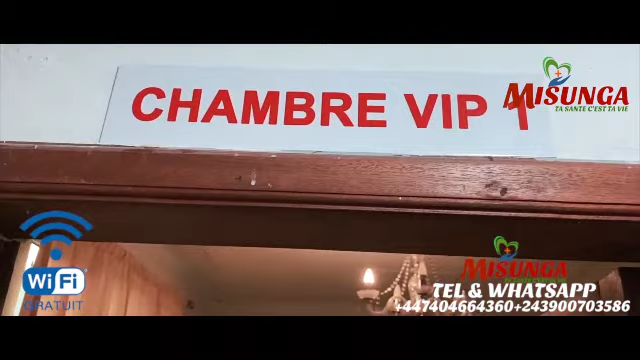 CHAMBRE VIP 1
MISUNGA
TA SANTE C'EST TA VIE
WiFi
GRATUIT
MISUNGA
TEL & WHATSAPP
+447404664360+243900703586